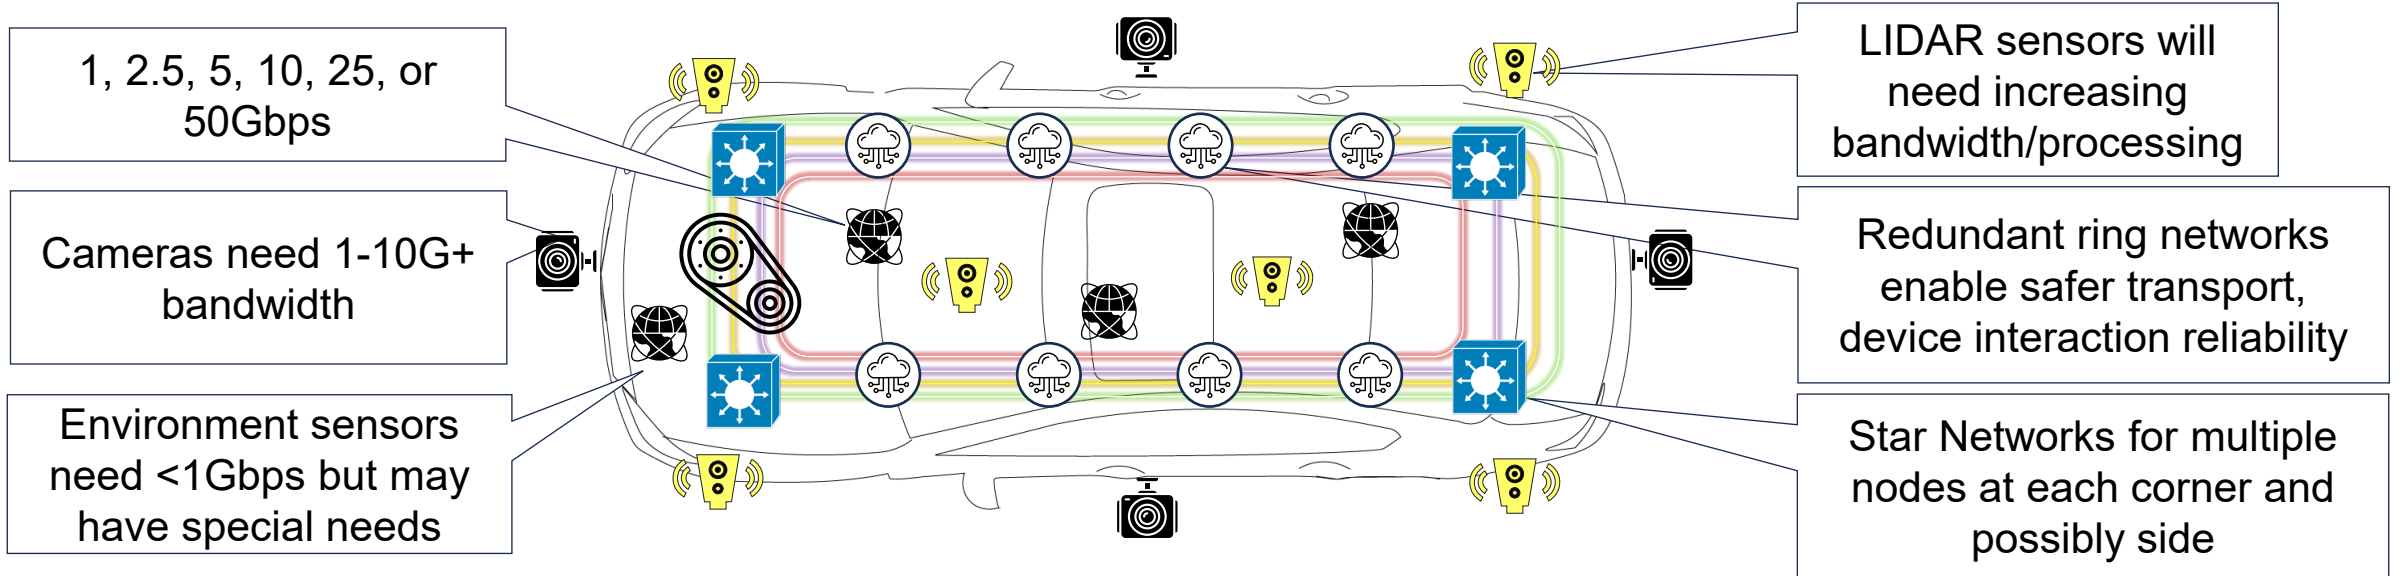 1, 2.5, 5, 10, 25, or
50Gbps
Cameras need 1-10G+
bandwidth
Environment sensors
need <1Gbps but may
have special needs
LIDAR sensors will
need increasing
bandwidth/processing
Redundant ring networks
enable safer transport,
device interaction reliability
Star Networks for multiple
nodes at each corner and
possibly side